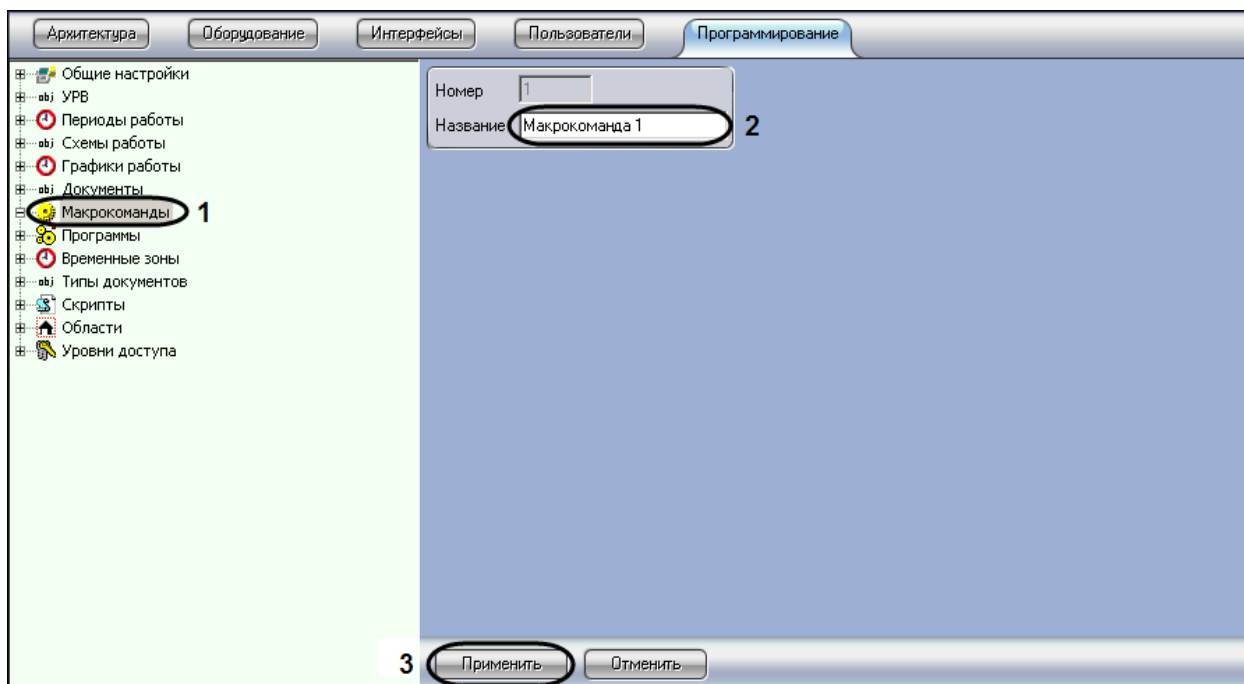 Архитектура Оборудование Интерфейсы Пользователи Программирование
Общие настройки
obj УРВ
Периоды работы
obj Схемы работы
Графики работы
obj Документы
Макрокоманды 1
Программы
Временные зоны
obj Типы документов
Скрипты
Области
Уровни доступа
Номер 1
Название Макрокоманда 1 2
3 Применить Отменить